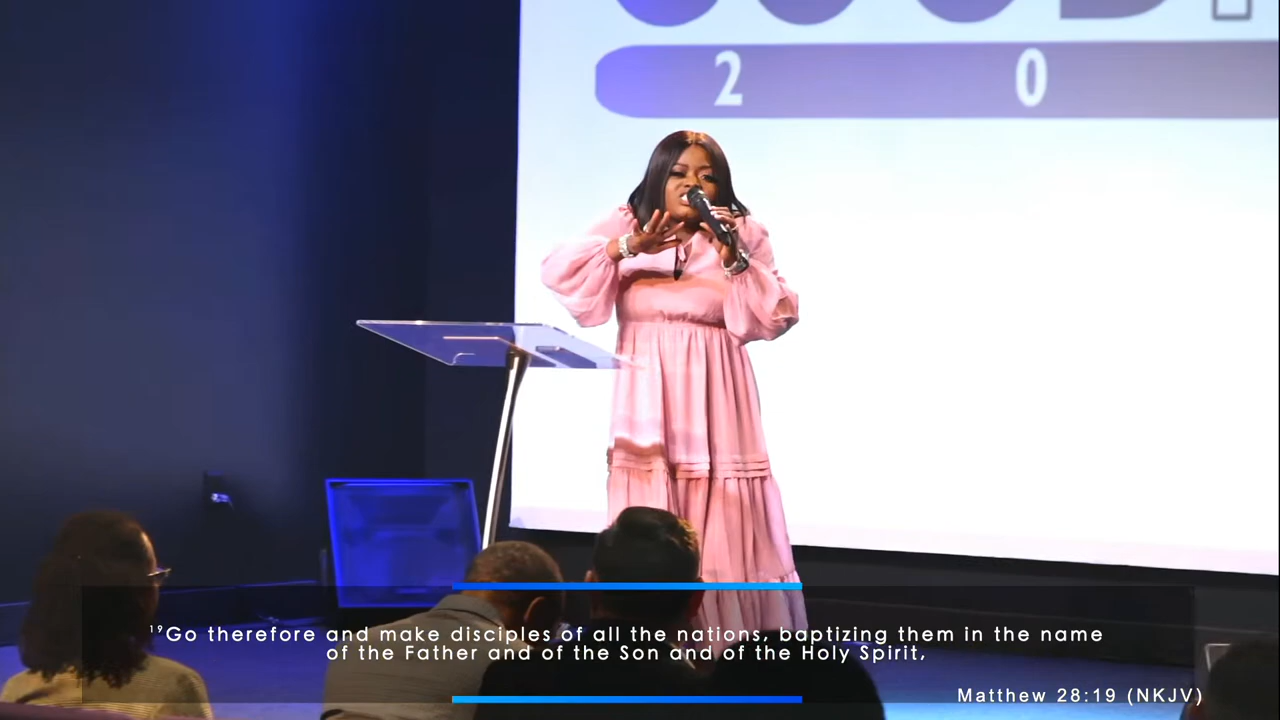 2 0
¹⁹Go therefore and make disciples of all the nations, baptizing them in the name
of the Father and of the Son and of the Holy Spirit,
Matthew 28:19 (NKJV)